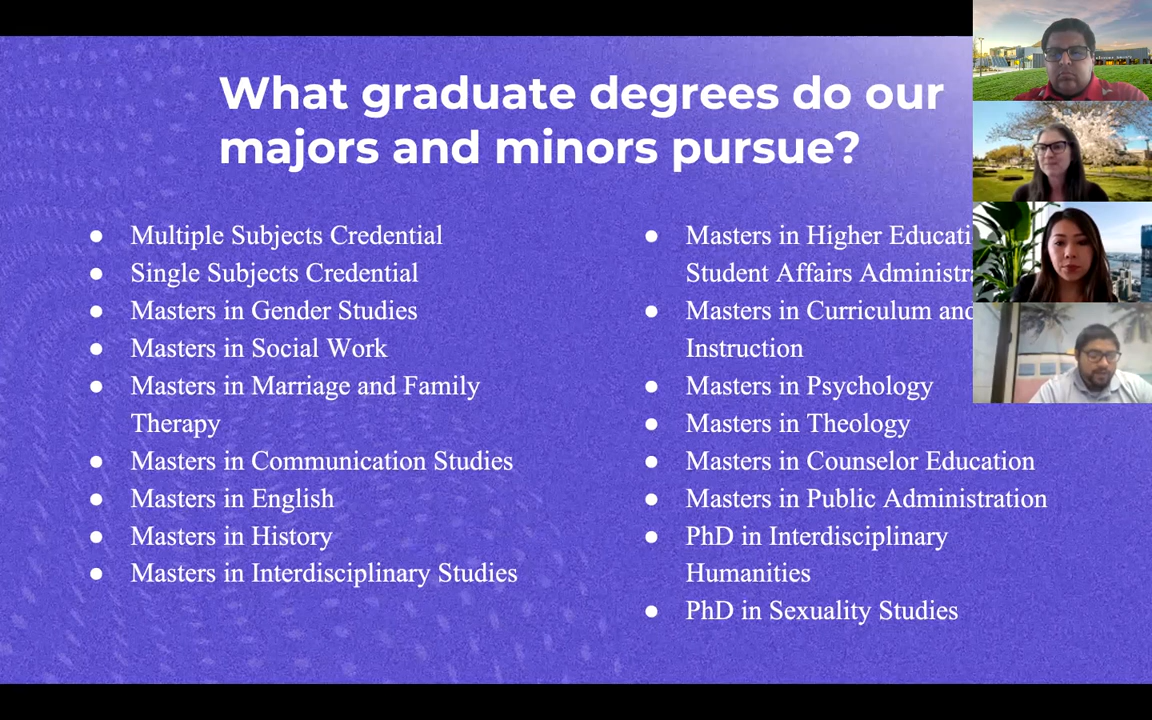 What graduate degrees do our
majors and minors pursue?
● Multiple Subjects Credential
● Single Subjects Credential
● Masters in Gender Studies
● Masters in Social Work
● Masters in Marriage and Family
Therapy
● Masters in Communication Studies
● Masters in English
● Masters in History
● Masters in Interdisciplinary Studies
● Masters in Higher
Student Affairs
● Masters in Curriculum and
Instruction
● Masters in Psychology
● Masters in Theology
● Masters in Counselor Education
● Masters in Public Administration
● PhD in Interdisciplinary
Humanities
● PhD in Sexuality Studies